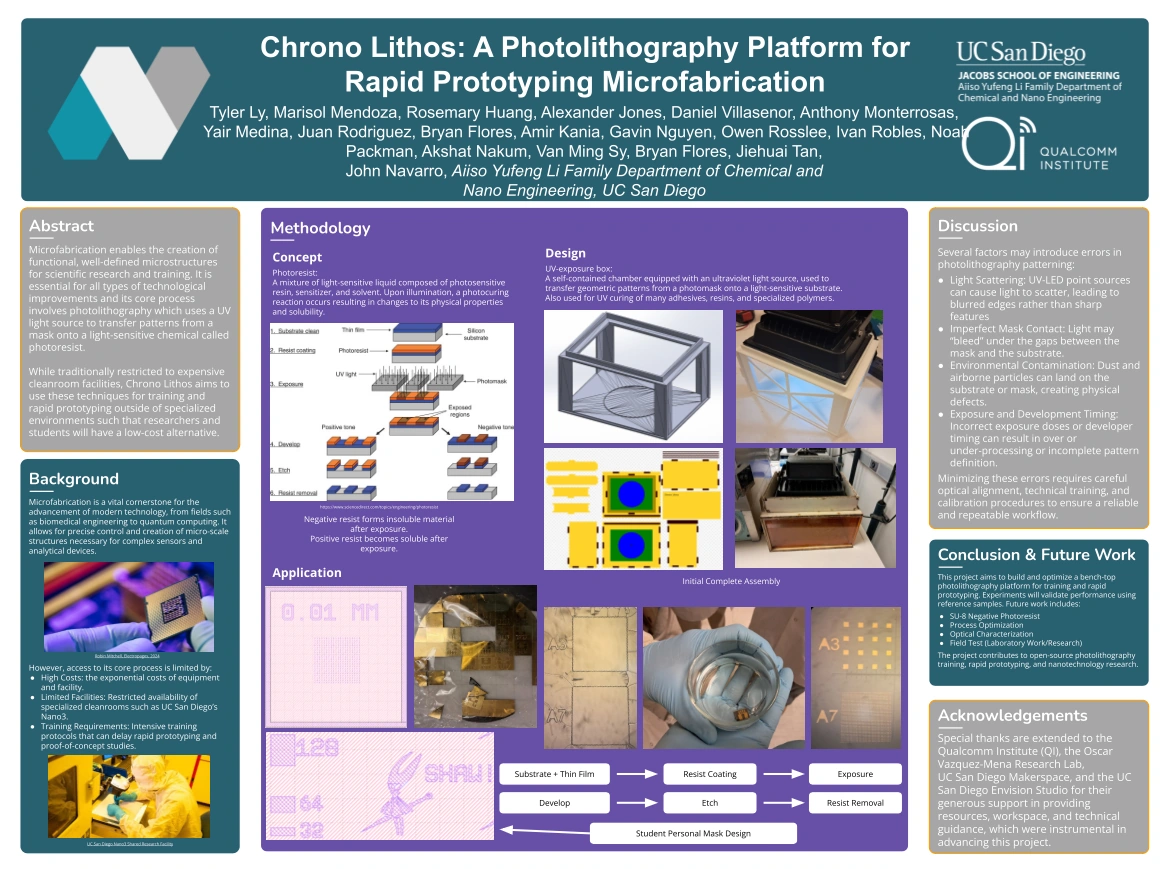 Chrono Lithos: A Photolithography Platform for
Rapid Prototyping Microfabrication
Tyler Ly, Marisol Mendoza, Rosemary Huang, Alexander Jones, Daniel Villasenor, Anthony Monterrosas,
Yair Medina, Juan Rodriguez, Bryan Flores, Amir Kania, Gavin Nguyen, Owen Rosslee, Ivan Robles, Noah
Packman, Akshat Nakum, Van Ming Sy, Bryan Flores, Jiehuai Tan,
John Navarro, Aiiso Yufeng Li Family Department of Chemical and
Nano Engineering, UC San Diego
UC San Diego
JACOBS SCHOOL OF ENGINEERING
Aiiso Yufeng Li Family Department of
Chemical and Nano Engineering
QUALCOMM
INSTITUTE
Abstract
Microfabrication enables the creation of
functional, well-defined microstructures
for scientific research and training. It is
essential for all types of technological
improvements and its core process
involves photolithography which uses a UV
light source to transfer patterns from a
mask onto a light-sensitive chemical called
photoresist.
While traditionally restricted to expensive
cleanroom facilities, Chrono Lithos aims to
use these techniques for training and
rapid prototyping outside of specialized
environments such that researchers and
students will have a low-cost alternative.
Background
Microfabrication is a vital cornerstone for the
advancement of modern technology, from fields such
as biomedical engineering to quantum computing. It
allows for precise control and creation of micro-scale
structures necessary for complex sensors and
analytical devices.
Robin Mitchell, Electropages, 2024
However, access to its core process is limited by:
● High Costs: the exponential costs of equipment
and facility.
● Limited Facilities: Restricted availability of
specialized cleanrooms such as UC San Diego's
Nano3.
● Training Requirements: Intensive training
protocols that can delay rapid prototyping and
proof-of-concept studies.
UC San Diego Nano3 Shared Research Facility
Methodology
Concept
Photoresist:
A mixture of light-sensitive liquid composed of photosensitive
resin, sensitizer, and solvent. Upon illumination, a photocuring
reaction occurs resulting in changes to its physical properties
and solubility.
1. Substrate clean
Thin film
Silicon
substrate
2. Resist coating
Photoresist
UV light
3. Exposure
Photomask
Exposed
regions
Positive tone
Negative tone
4. Develop
5. Etch
6. Resist removal
https://www.sciencedirect.com/topics/engineering/photoresist
Negative resist forms insoluble material
after exposure.
Positive resist becomes soluble after
exposure.
Design
UV-exposure box:
A self-contained chamber equipped with an ultraviolet light source, used to
transfer geometric patterns from a photomask onto a light-sensitive substrate.
Also used for UV curing of many adhesives, resins, and specialized polymers.
Initial Complete Assembly
Application
0.01 MM
A6
A7
A3
A7
128
64
32
SHAW
Substrate + Thin Film
Resist Coating
Exposure
Develop
Etch
Resist Removal
Student Personal Mask Design
Discussion
Several factors may introduce errors in
photolithography patterning:
● Light Scattering: UV-LED point sources
can cause light to scatter, leading to
blurred edges rather than sharp
features
● Imperfect Mask Contact: Light may
“bleed” under the gaps between the
mask and the substrate.
● Environmental Contamination: Dust and
airborne particles can land on the
substrate or mask, creating physical
defects.
● Exposure and Development Timing:
Incorrect exposure doses or developer
timing can result in over or
under-processing or incomplete pattern
definition.
Minimizing these errors requires careful
optical alignment, technical training, and
calibration procedures to ensure a reliable
and repeatable workflow.
Conclusion & Future Work
This project aims to build and optimize a bench-top
photolithography platform for training and rapid
prototyping. Experiments will validate performance using
reference samples. Future work includes:
● SU-8 Negative Photoresist
● Process Optimization
● Optical Characterization
● Field Test (Laboratory Work/Research)
The project contributes to open-source photolithography
training, rapid prototyping, and nanotechnology research.
Acknowledgements
Special thanks are extended to the
Qualcomm Institute (QI), the Oscar
Vazquez-Mena Research Lab,
UC San Diego Makerspace, and the UC
San Diego Envision Studio for their
generous support in providing
resources, workspace, and technical
guidance, which were instrumental in
advancing this project.